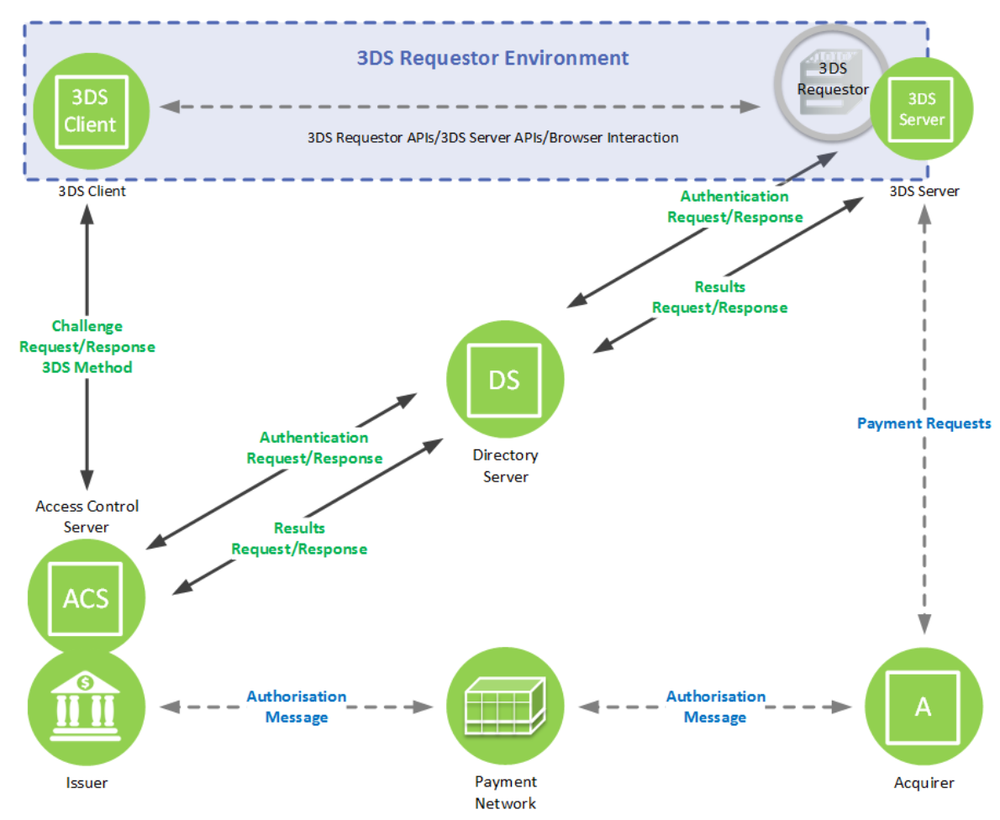 3DS Requestor Environment
3DS
Client
3DS
Requestor
3DS
Server
3DS Requestor APIs/3DS Server APIs/Browser Interaction
3DS Client
3DS Server
Authentication
Request/Response
Results
Request/Response
Challenge
Request/Response
3DS Method
DS
Directory
Server
Payment Requests
Authentication
Request/Response
Results
Request/Response
Access Control
Server
ACS
$
Issuer
Authorisation
Message
Payment
Network
Authorisation
Message
A
Acquirer